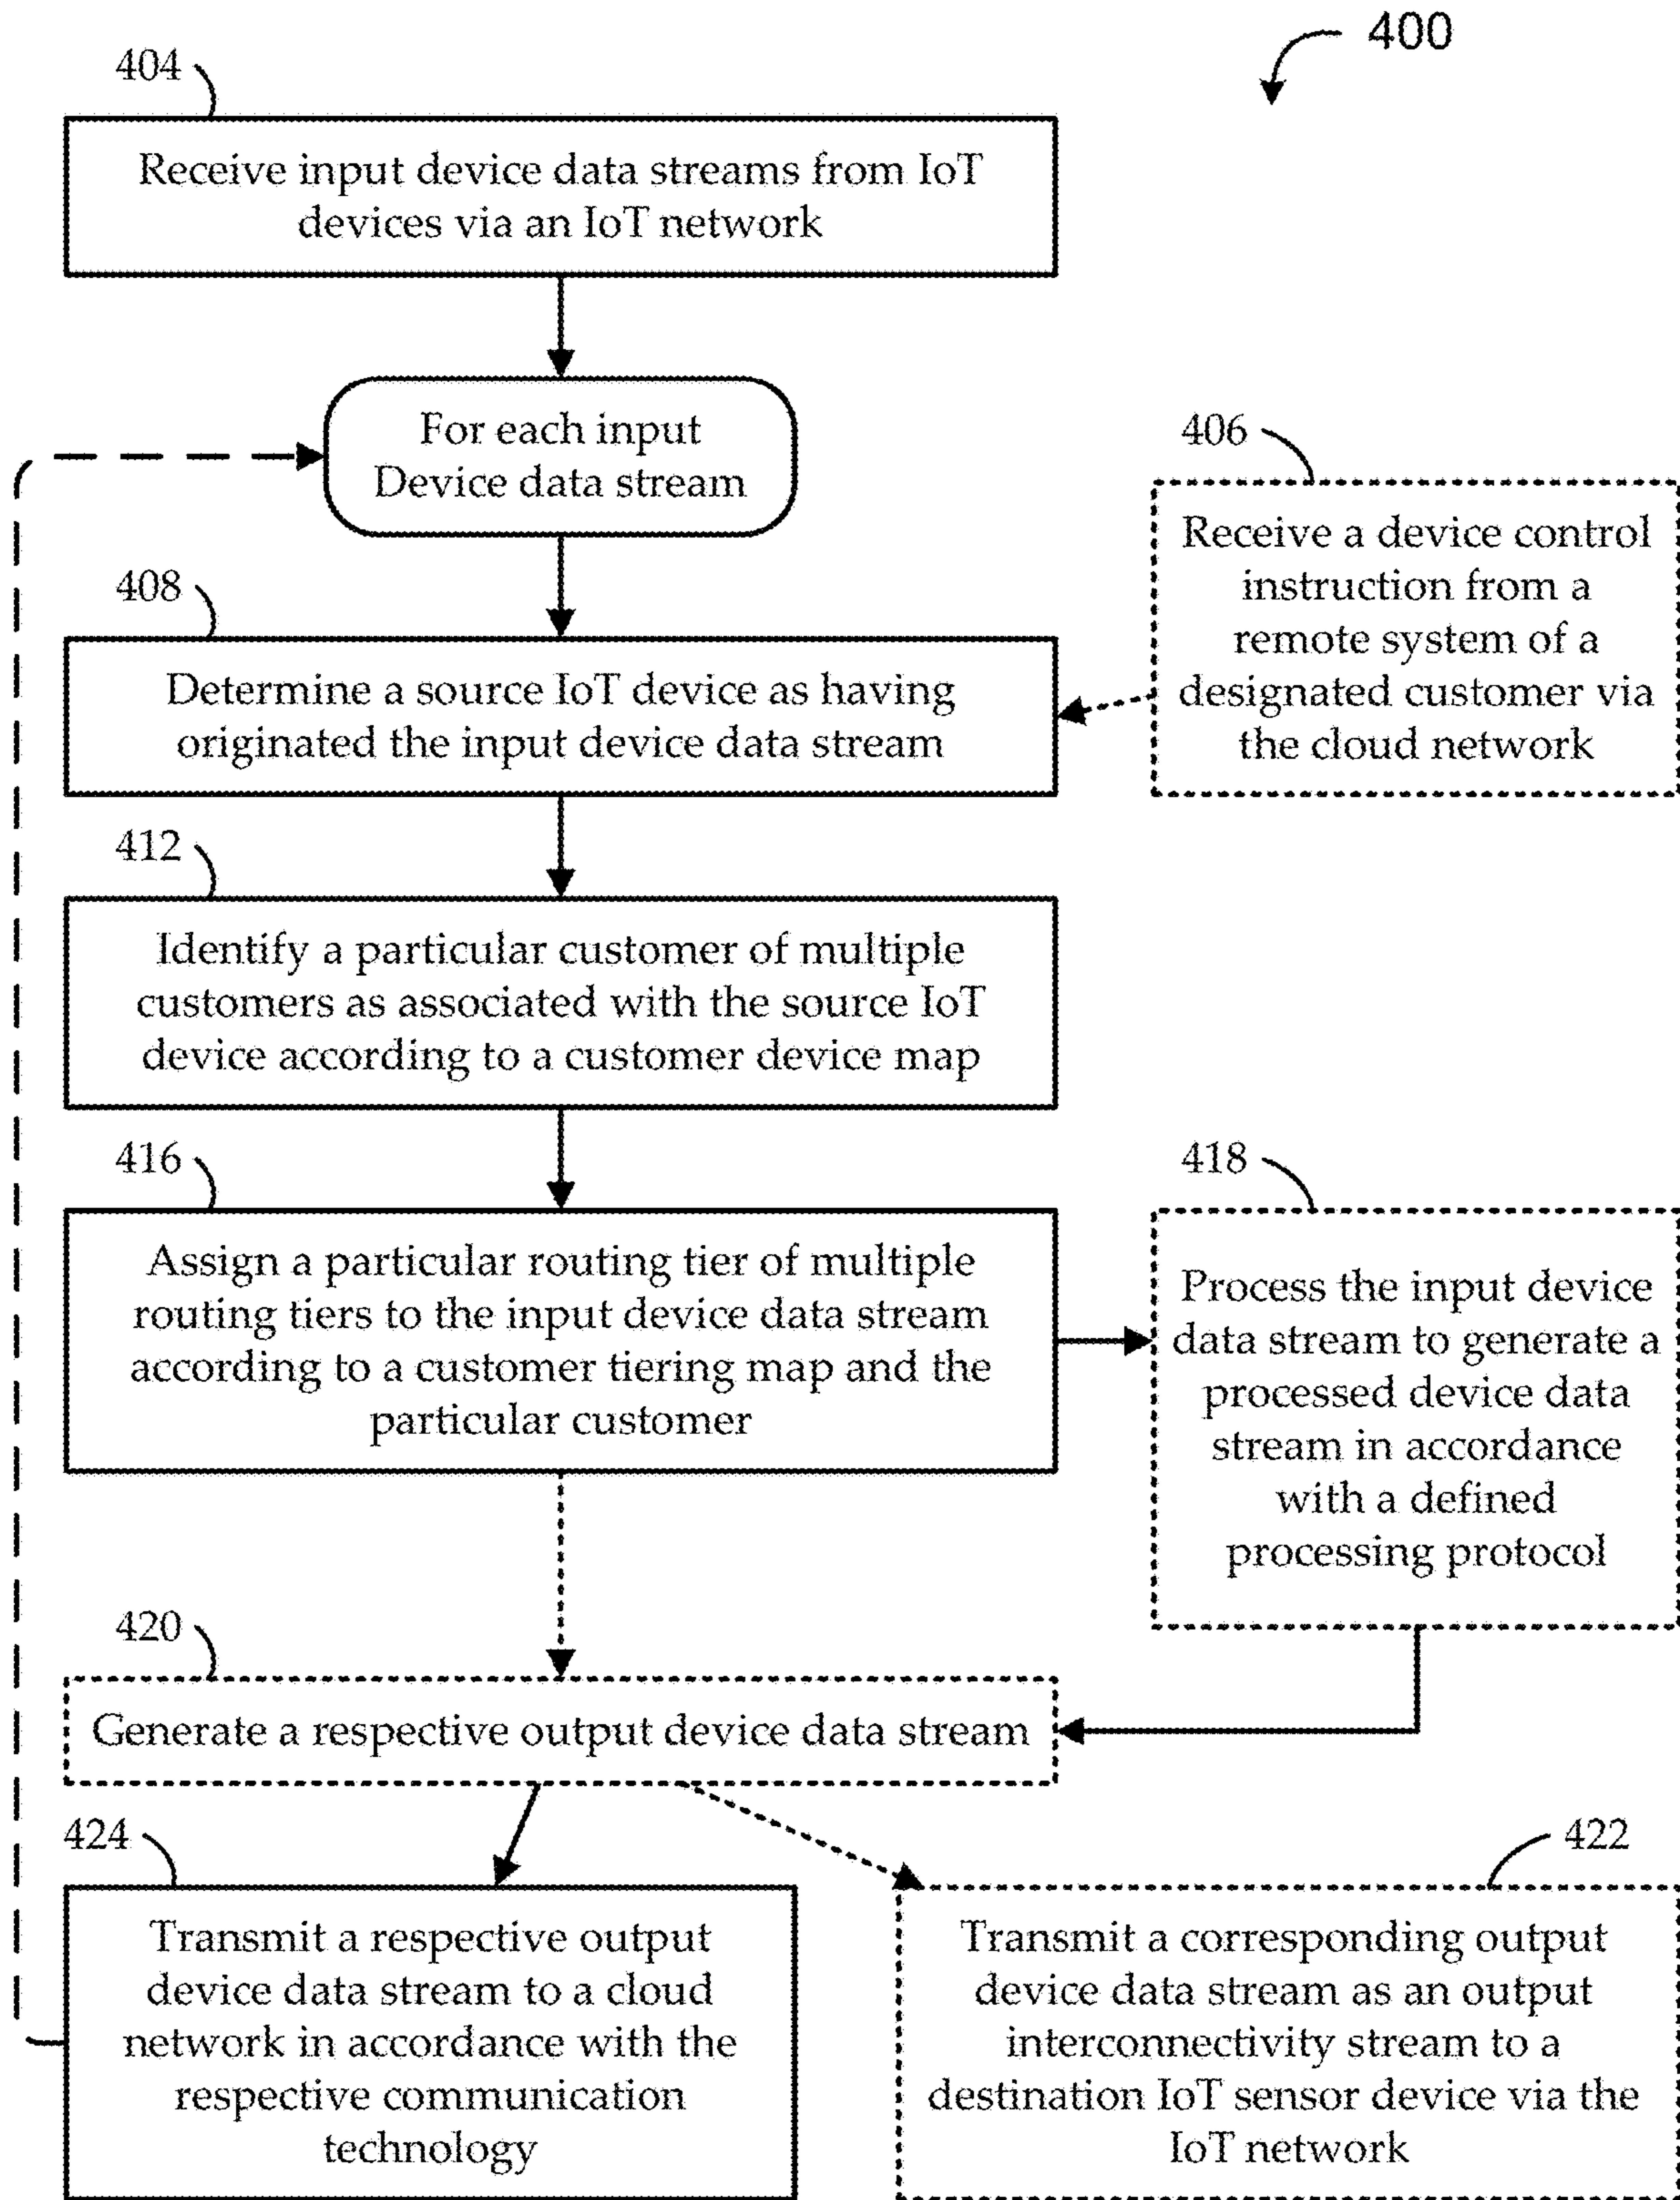 400
404
Receive input device data streams from IoT
devices via an IoT network
For each input
Device data stream
406
Receive a device control
instruction from a
remote system of a
designated customer via
the cloud network
408
Determine a source IoT device as having
originated the input device data stream
412
Identify a particular customer of multiple
customers as associated with the source IoT
device according to a customer device map
416
Assign a particular routing tier of multiple
routing tiers to the input device data stream
according to a customer tiering map and the
particular customer
418
Process the input device
data stream to generate a
processed device data
stream in accordance
with a defined
processing protocol
420
Generate a respective output device data stream
424
Transmit a respective output
device data stream to a cloud
network in accordance with the
respective communication
technology
422
Transmit a corresponding output
device data stream as an output
interconnectivity stream to a
destination IoT sensor device via the
IoT network